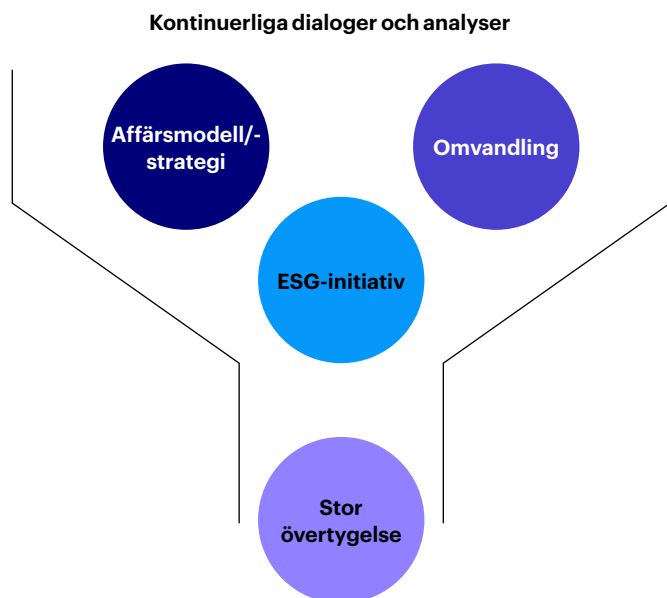 Kontinuerliga dialoger och analyser
Affärsmodell/-
strategi
Omvandling
ESG-initiativ
Stor
övertygelse